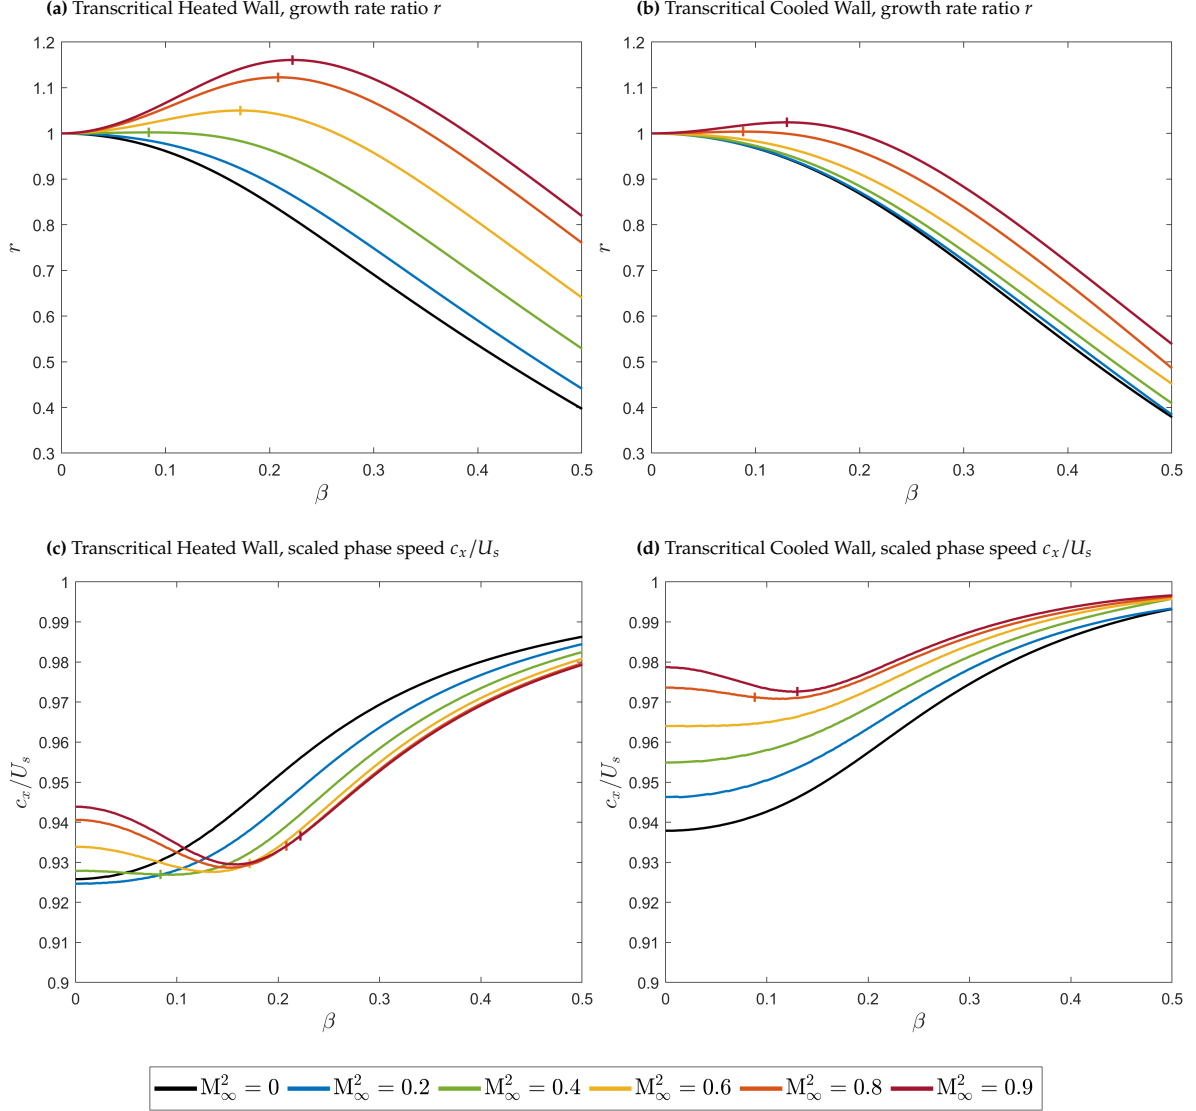 (a) Transcritical Heated Wall, growth rate ratio r
(b) Transcritical Cooled Wall, growth rate ratio r
1.2
1.1
1
0.9
0.8
0.7
0.6
0.5
0.4
0.3
r
0 0.1 0.2 0.3 0.4 0.5
β
1.2
1.1
1
0.9
0.8
0.7
0.6
0.5
0.4
0.3
r
0 0.1 0.2 0.3 0.4 0.5
β
(c) Transcritical Heated Wall, scaled phase speed c_x/U_s
(d) Transcritical Cooled Wall, scaled phase speed c_x/U_s
1
0.99
0.98
0.97
0.96
0.95
0.94
0.93
0.92
0.91
0.9
c_x/U_s
0 0.1 0.2 0.3 0.4 0.5
β
1
0.99
0.98
0.97
0.96
0.95
0.94
0.93
0.92
0.91
0.9
c_x/U_s
0 0.1 0.2 0.3 0.4 0.5
β
M²_∞ = 0 M²_∞ = 0.2 M²_∞ = 0.4 M²_∞ = 0.6 M²_∞ = 0.8 M²_∞ = 0.9